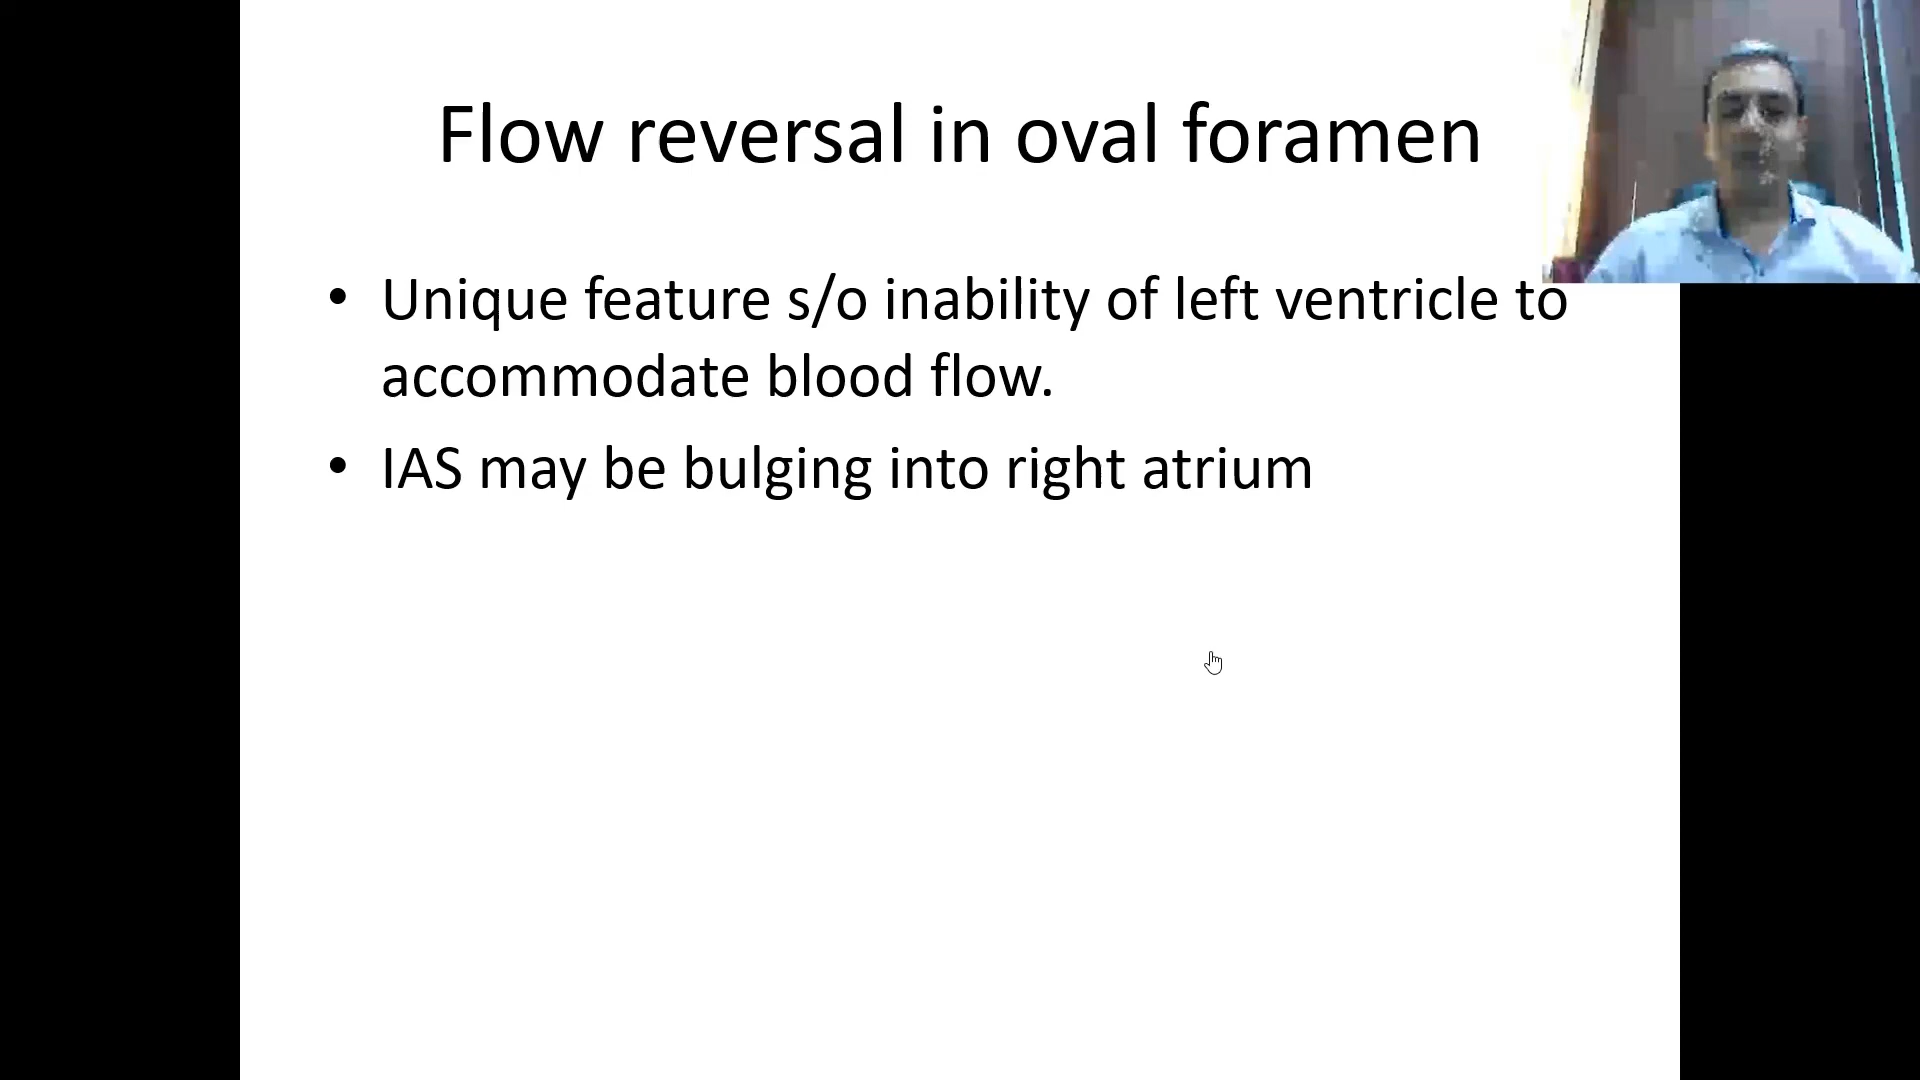 Flow reversal in oval foramen
• Unique feature s/o inability of left ventricle to
accommodate blood flow.
• IAS may be bulging into right atrium